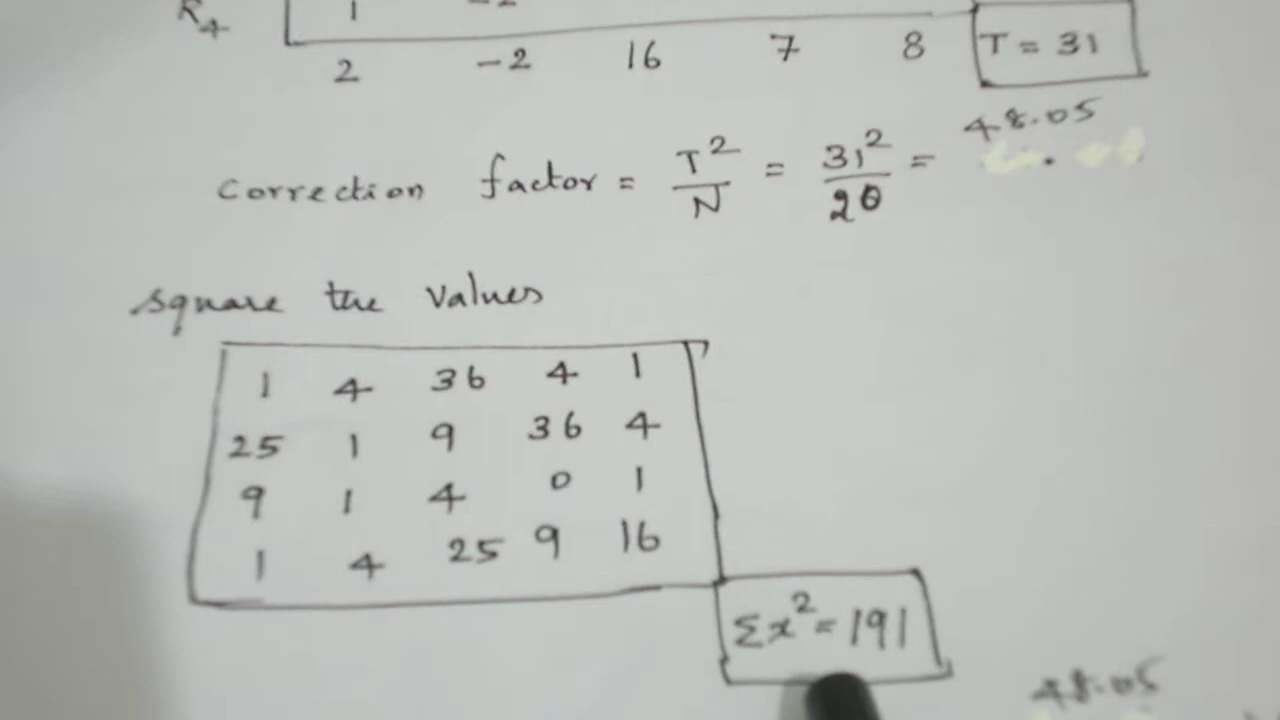 R4 1 -2
2 -2 16 7 8 T = 31
Correction factor = T²/N = 31²/20 = 48.05
square the values
1 4 36 4 1
25 1 9 36 4
9 1 4 0 1
1 4 25 9 16
Σx² = 191
48.05